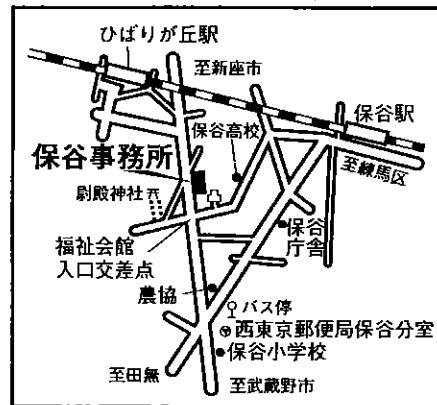 ひばりが丘駅
至新座市
保谷駅
保谷高校
保谷事務所
至練馬区
尉殿神社
保谷
庁舎
福祉会館
入口交差点
農協
バス停
西東京郵便局保谷分室
保谷小学校
至田無
至武蔵野市